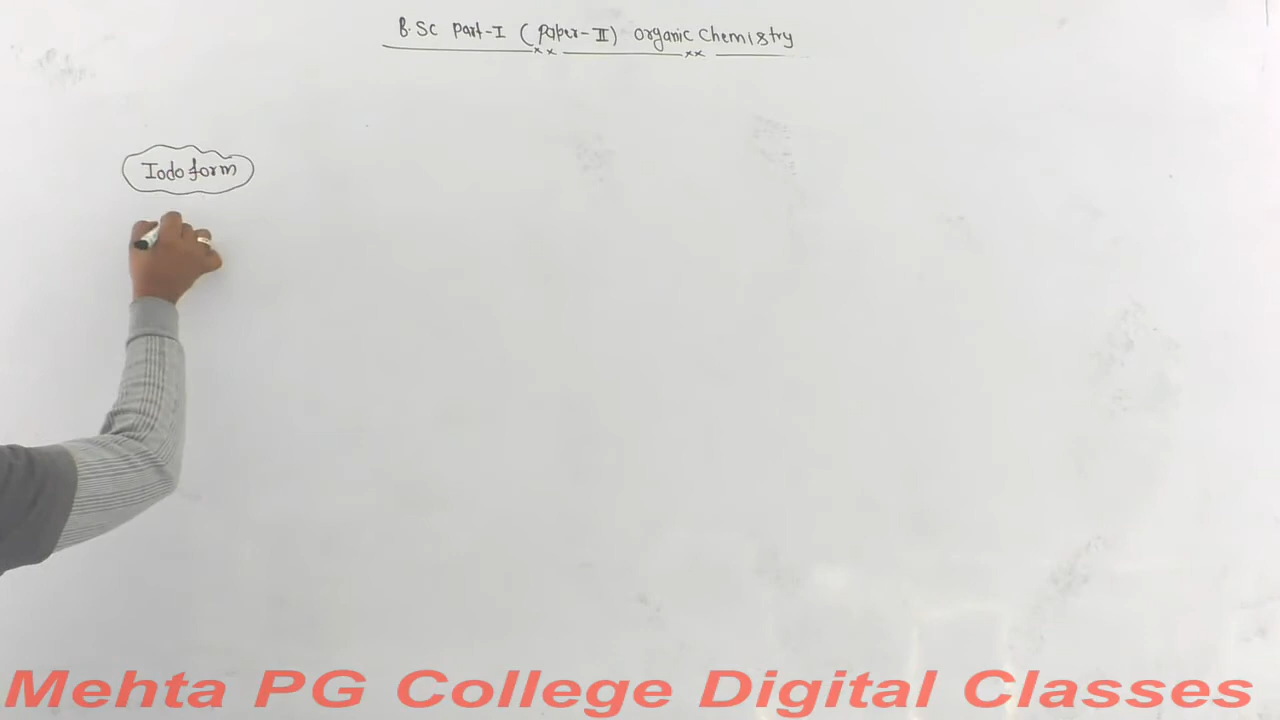 B.Sc Part-I (Paper-II) Organic Chemistry
Iodoform
Mehta PG College Digital Classes